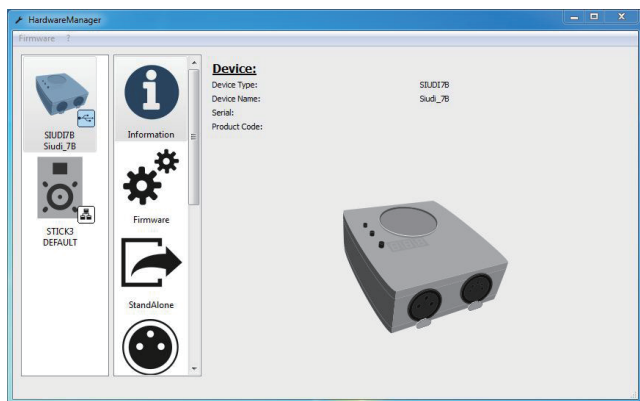 HardwareManager
Firmware ?
SIUDI7B
Siudi_7B
STICK3
DEFAULT
Information
Firmware
StandAlone
Device:
Device Type: SIUDI7B
Device Name: Siudi_7B
Serial:
Product Code: